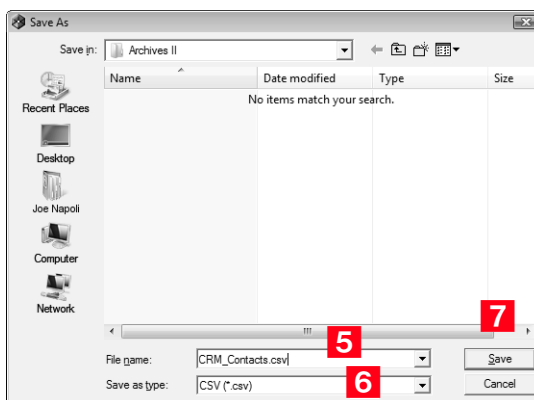 Save As
Save in: Archives II
Name Date modified Type Size
No items match your search.
Recent Places
Desktop
Joe Napoli
Computer
Network
7
5
File name: CRM_Contacts.csv Save
6
Save as type: CSV (*.csv) Cancel